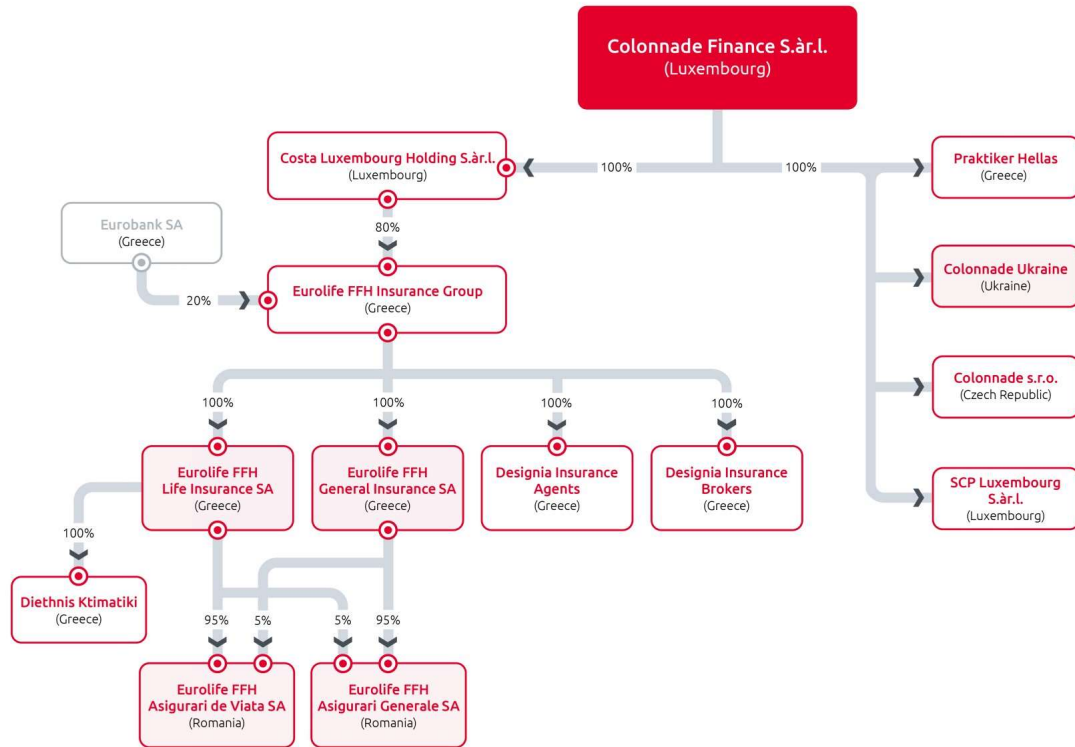 Colonnade Finance S.àr.l.
(Luxembourg)
Costa Luxembourg Holding S.àr.l.
(Luxembourg)
100%
100%
Praktiker Hellas
(Greece)
Eurobank SA
(Greece)
80%
Colonnade Ukraine
(Ukraine)
20%
Eurolife FFH Insurance Group
(Greece)
Colonnade s.r.o.
(Czech Republic)
100%
100%
100%
100%
Eurolife FFH
Life Insurance SA
(Greece)
Eurolife FFH
General Insurance SA
(Greece)
Designia Insurance
Agents
(Greece)
Designia Insurance
Brokers
(Greece)
SCP Luxembourg
S.àr.l.
(Luxembourg)
100%
Diethnis Ktimatiki
(Greece)
95%
5%
5%
95%
Eurolife FFH
Asigurari de Viata SA
(Romania)
Eurolife FFH
Asigurari Generale SA
(Romania)